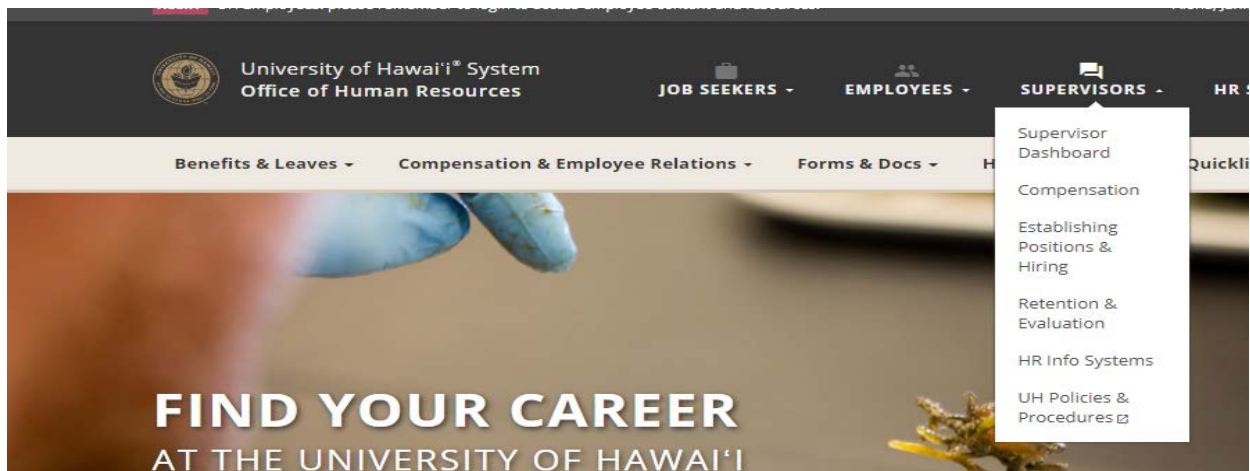 University of Hawaiʻi® System
Office of Human Resources
JOB SEEKERS
EMPLOYEES
SUPERVISORS
HR
Supervisor
Dashboard
Compensation
Establishing
Positions &
Hiring
Retention &
Evaluation
HR Info Systems
UH Policies &
Procedures
Benefits & Leaves
Compensation & Employee Relations
Forms & Docs
FIND YOUR CAREER
AT THE UNIVERSITY OF HAWAIʻI